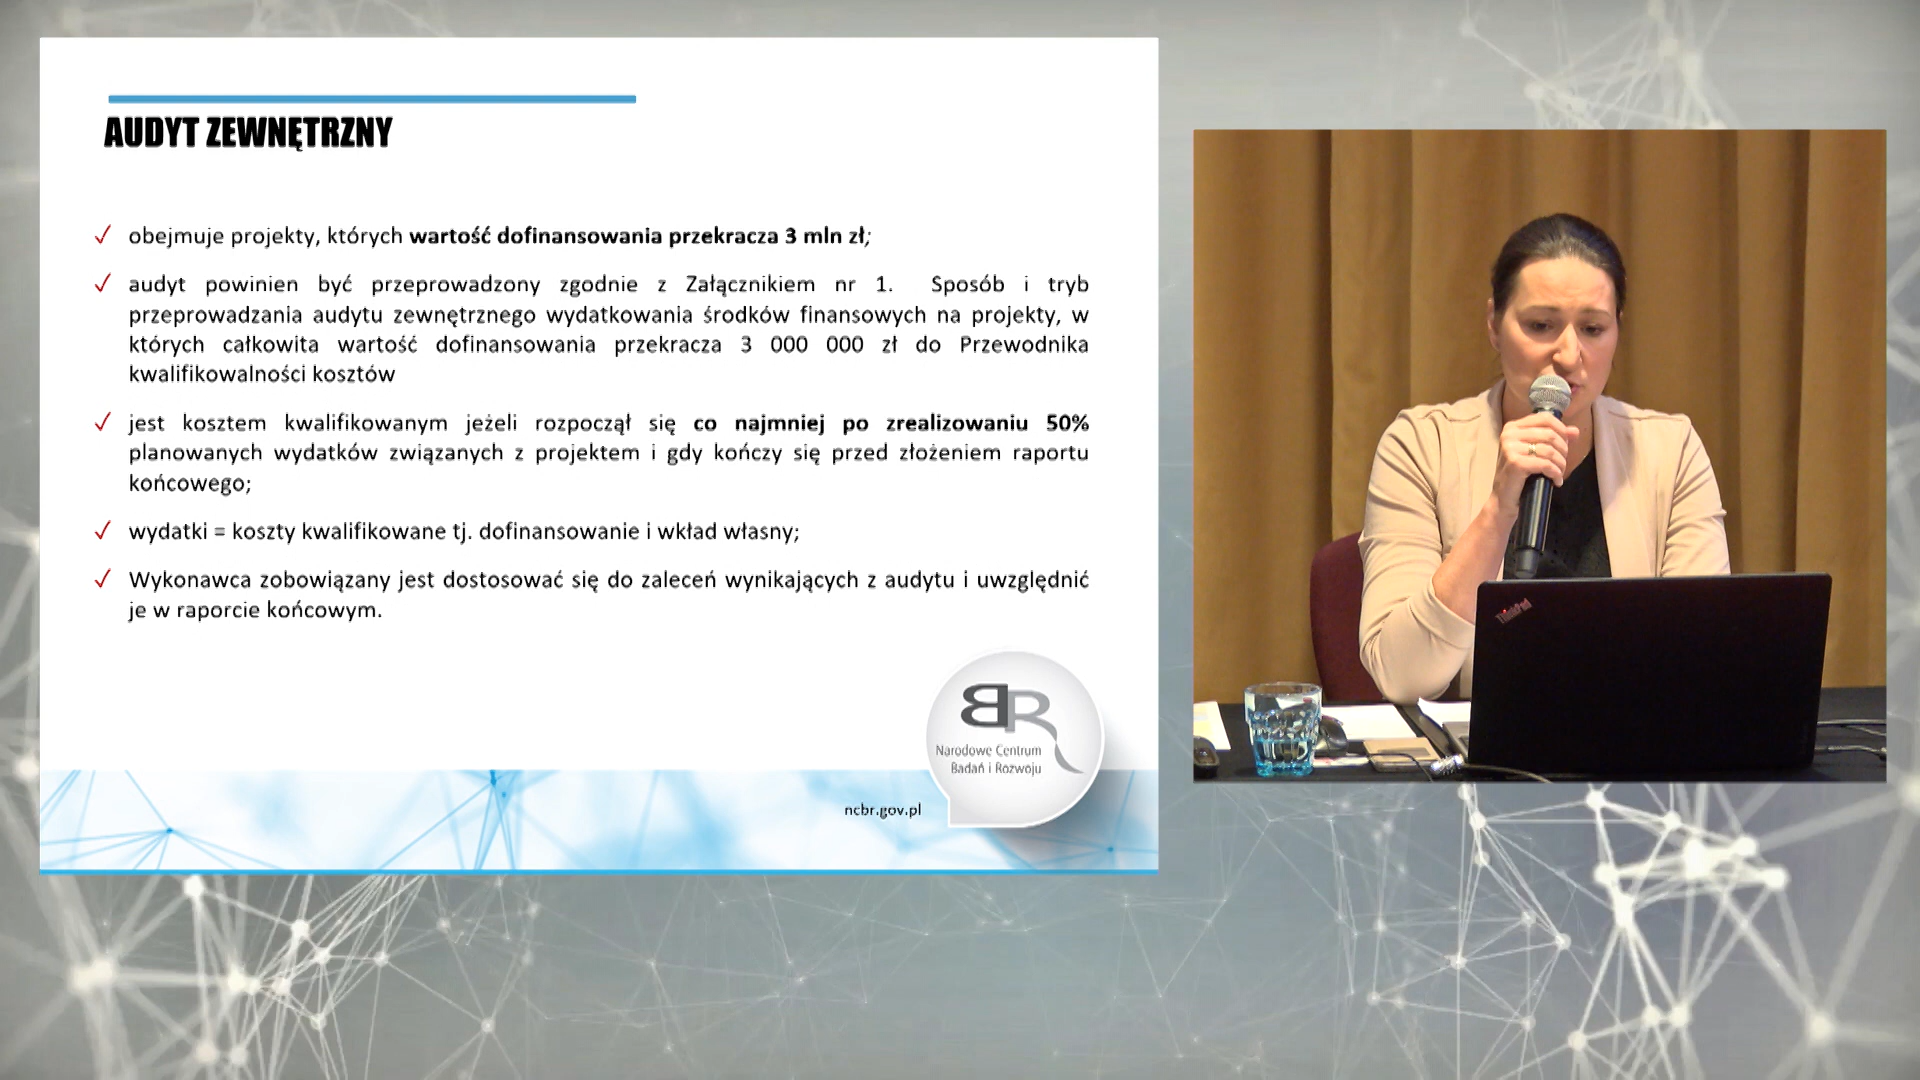 AUDYT ZEWNĘTRZNY
✓ obejmuje projekty, których wartość dofinansowania przekracza 3 mln zł;
✓ audyt powinien być przeprowadzony zgodnie z Załącznikiem nr 1. Sposób i tryb
przeprowadzania audytu zewnętrznego wydatkowania środków finansowych na projekty, w
których całkowita wartość dofinansowania przekracza 3 000 000 zł do Przewodnika
kwalifikowalności kosztów
✓ jest kosztem kwalifikowanym jeżeli rozpoczął się co najmniej po zrealizowaniu 50%
planowanych wydatków związanych z projektem i gdy kończy się przed złożeniem raportu
końcowego;
✓ wydatki = koszty kwalifikowane tj. dofinansowanie i wkład własny;
✓ Wykonawca zobowiązany jest dostosować się do zaleceń wynikających z audytu i uwzględnić
je w raporcie końcowym.
BR
Narodowe Centrum
Badań i Rozwoju
ncbr.gov.pl
ThinkPad